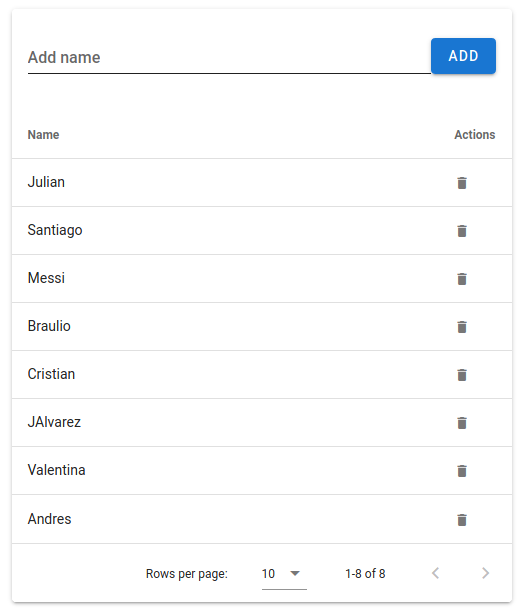 Add name ADD
Name Actions
Julian
Santiago
Messi
Braulio
Cristian
JAlvarez
Valentina
Andres
Rows per page: 10 1-8 of 8